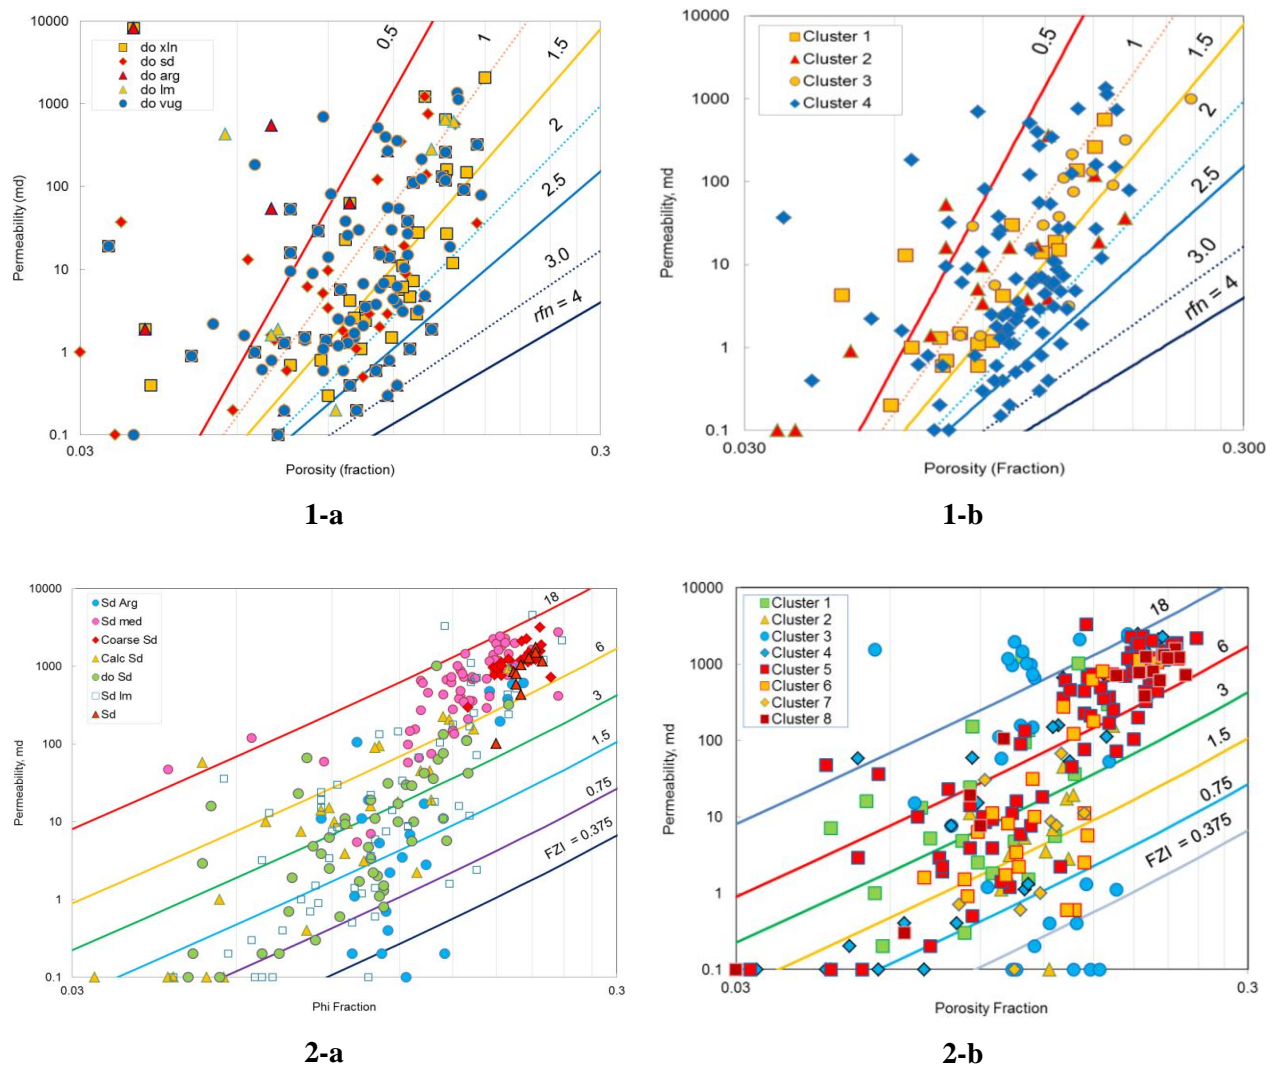 10000
1000
100
10
1
0.1
Permeability (md)
do xln
do sd
do arg
do lm
do vug
0.5
1
1.5
2
2.5
3.0
rfn = 4
0.03
0.3
Porosity (fraction)
1-a
10000
1000
100
10
1
0.1
Permeability, md
Cluster 1
Cluster 2
Cluster 3
Cluster 4
0.5
1
1.5
2
2.5
3.0
rfn = 4
0.030
0.300
Porosity (Fraction)
1-b
10000
1000
100
10
1
0.1
Permeability, md
Sd Arg
Sd med
Coarse Sd
Calc Sd
do Sd
Sd lm
Sd
18
6
3
1.5
0.75
FZI = 0.375
0.03
0.3
Phi Fraction
2-a
10000
1000
100
10
1
0.1
Permeability, md
Cluster 1
Cluster 2
Cluster 3
Cluster 4
Cluster 5
Cluster 6
Cluster 7
Cluster 8
18
6
3
1.5
0.75
FZI = 0.375
0.03
0.3
Porosity Fraction
2-b